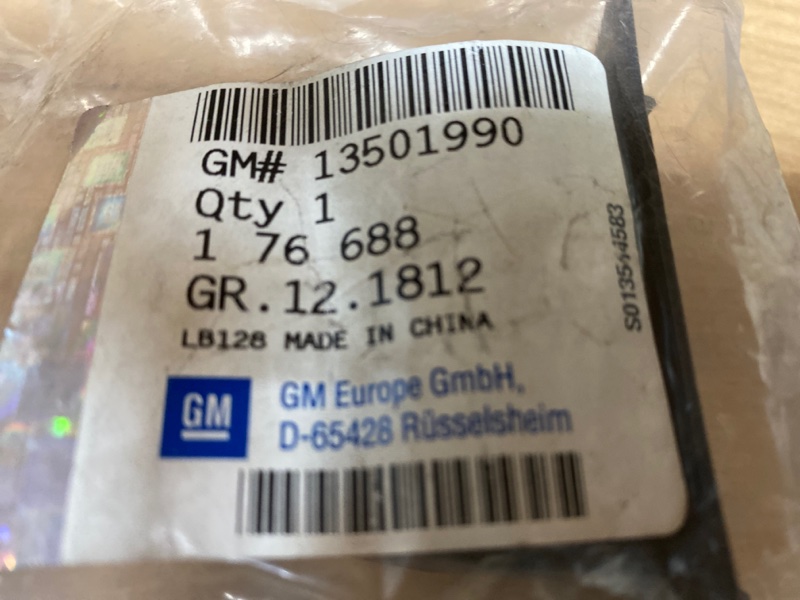 GM# 13501990
Qty 1
1 76 688
GR.12.1812
LB128 MADE IN CHINA
GM
GM Europe GmbH,
D-65428 Rüsselsheim